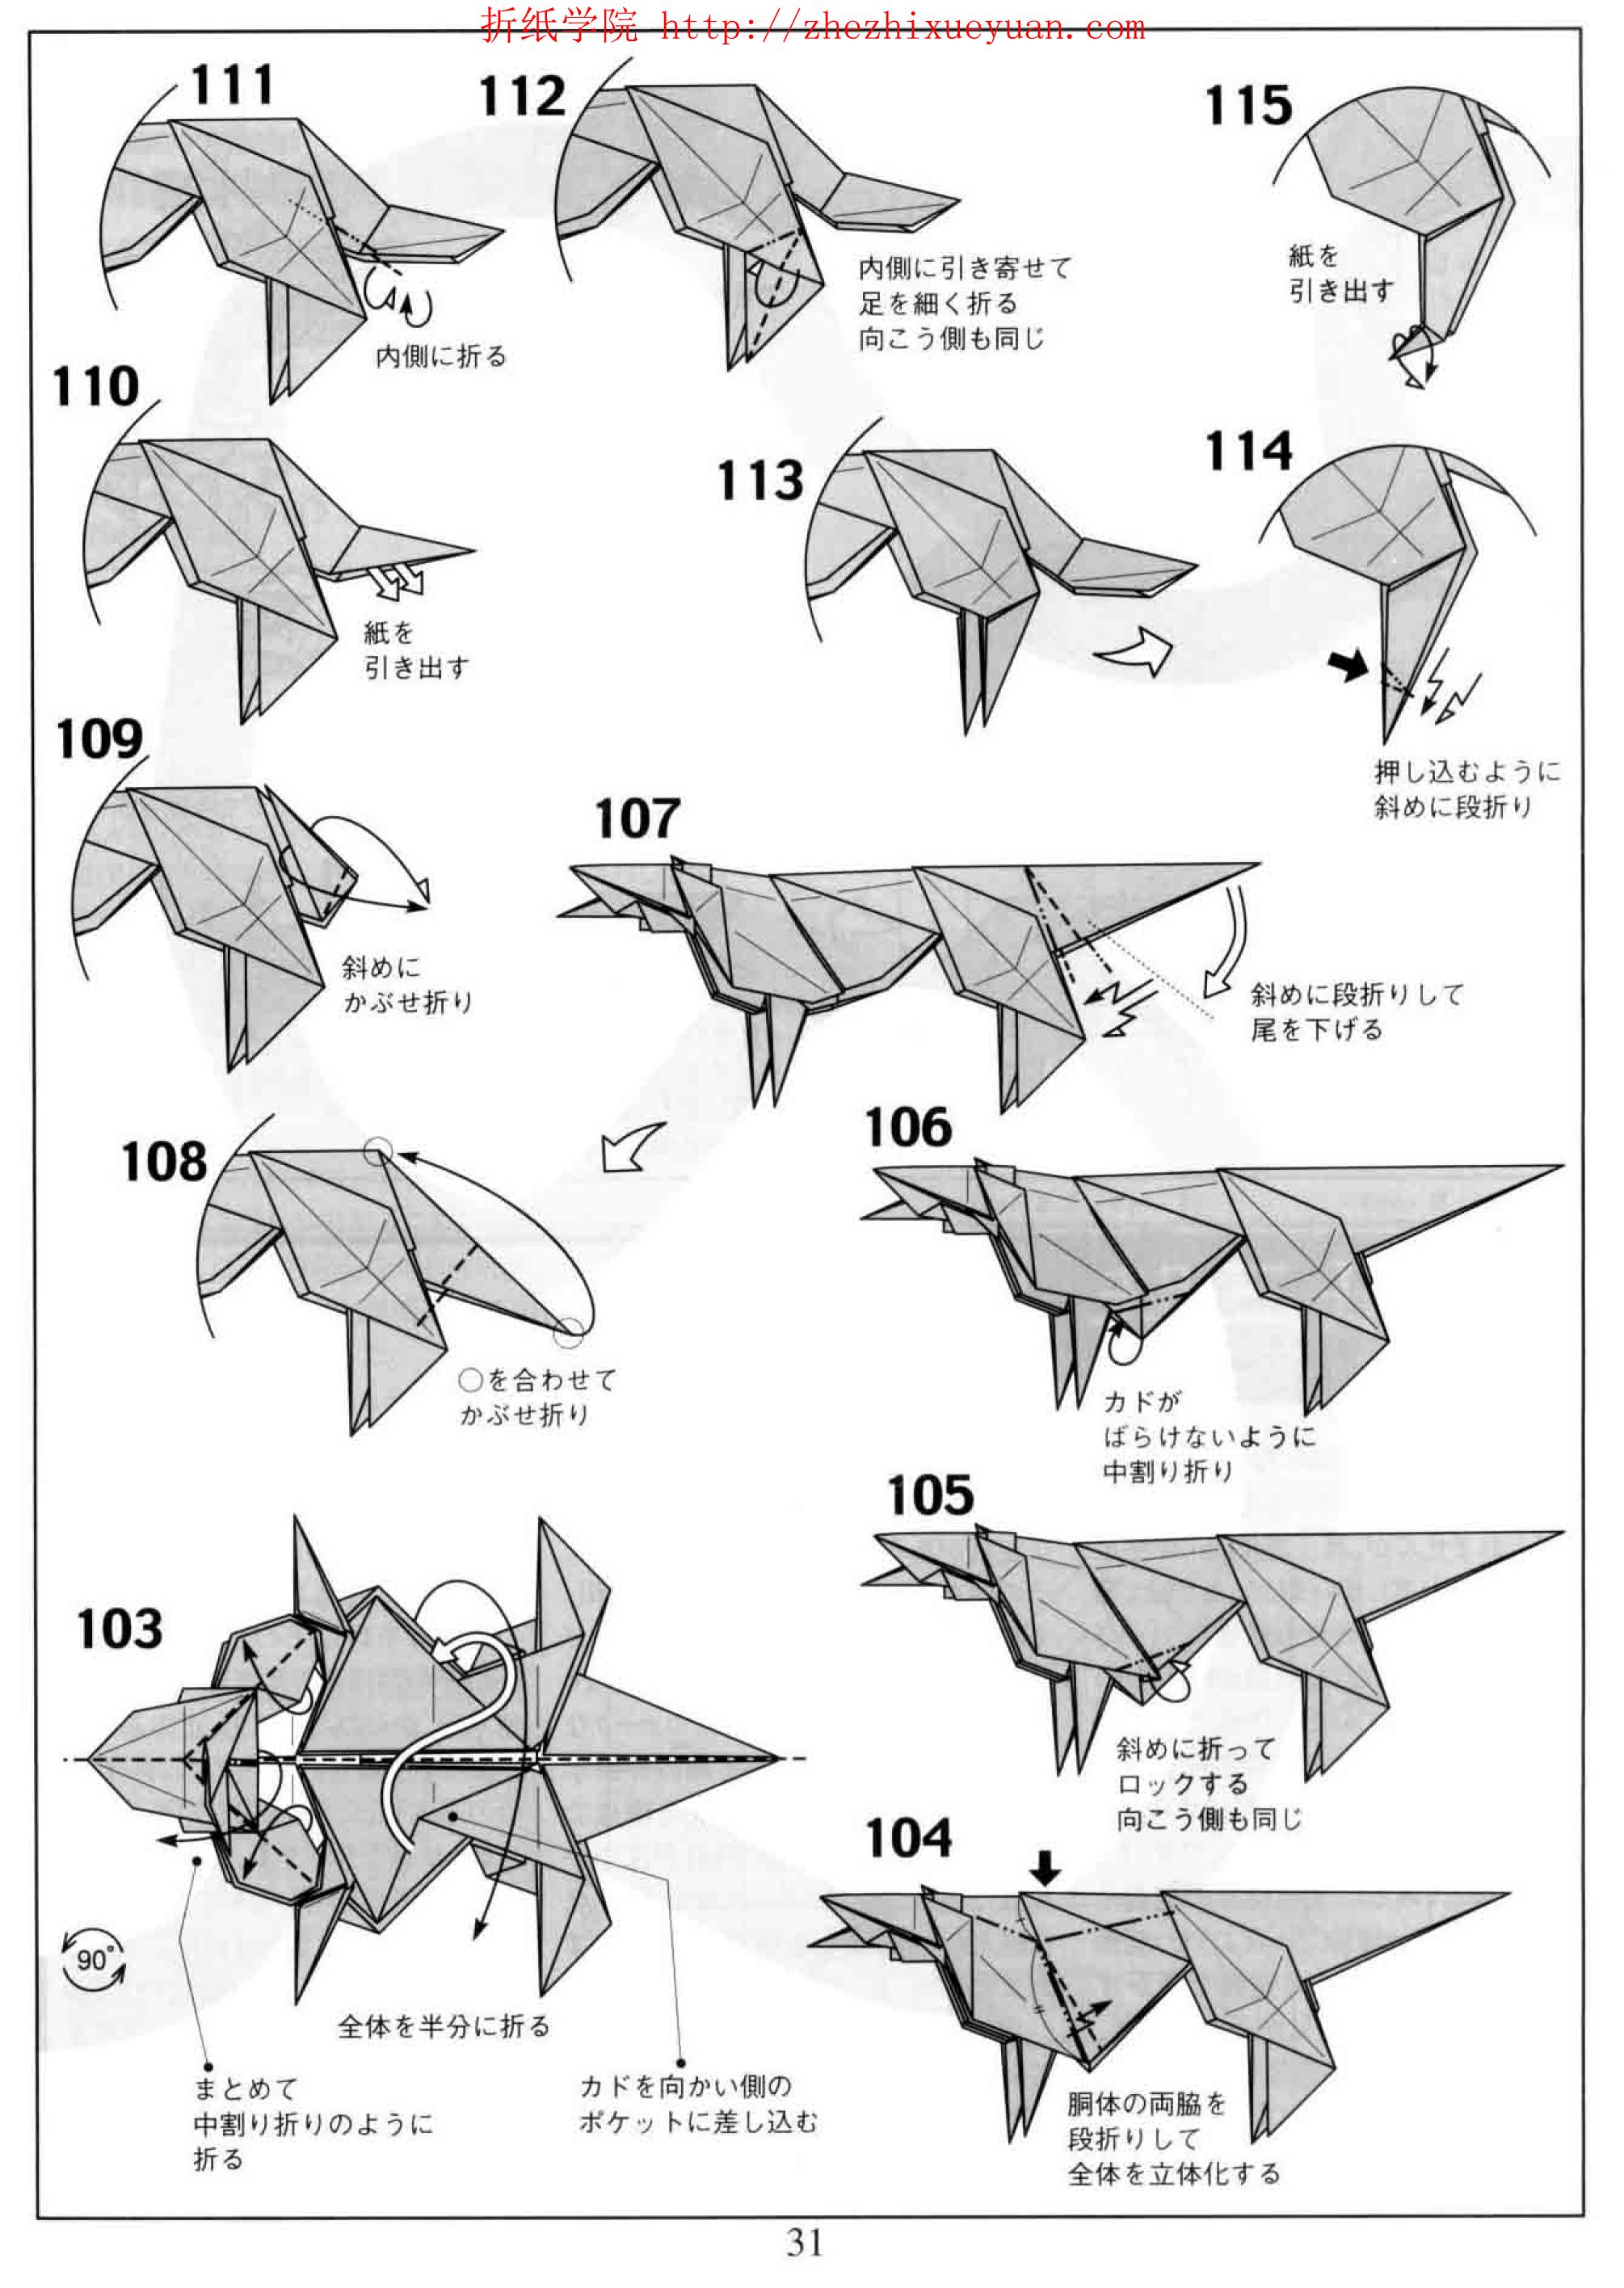 折纸学院 http://zhezhixueyuan.com
111
内側に折る
112
内側に引き寄せて
足を細く折る
向こう側も同じ
115
紙を
引き出す
110
紙を
引き出す
113
114
押し込むように
斜めに段折り
109
斜めに
かぶせ折り
107
斜めに段折りして
尾を下げる
108
○を合わせて
かぶせ折り
106
カドが
ばらけないように
中割り折り
105
斜めに折って
ロックする
向こう側も同じ
103
90°
全体を半分に折る
まとめて
中割り折りのように
折る
カドを向かい側の
ポケットに差し込む
104
胴体の両脇を
段折りして
全体を立体化する
31